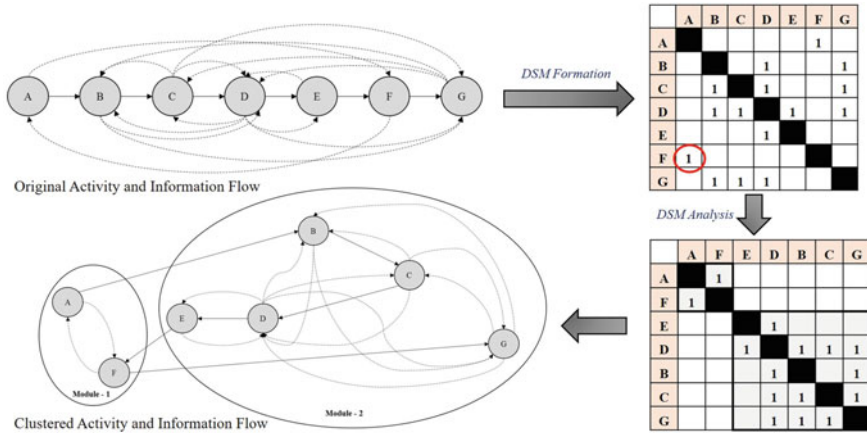 A B C D E F G
DSM Formation
Original Activity and Information Flow
A B C D E F G
A 1
B 1 1
C 1 1 1
D 1 1 1 1
E 1
F 1
G 1 1 1
DSM Analysis
A F E D B C G
A 1
F 1
E 1
D 1 1 1 1
B 1 1
C 1 1 1
G 1 1 1
B
C
A
E D
G
F
Module - 1
Module - 2
Clustered Activity and Information Flow